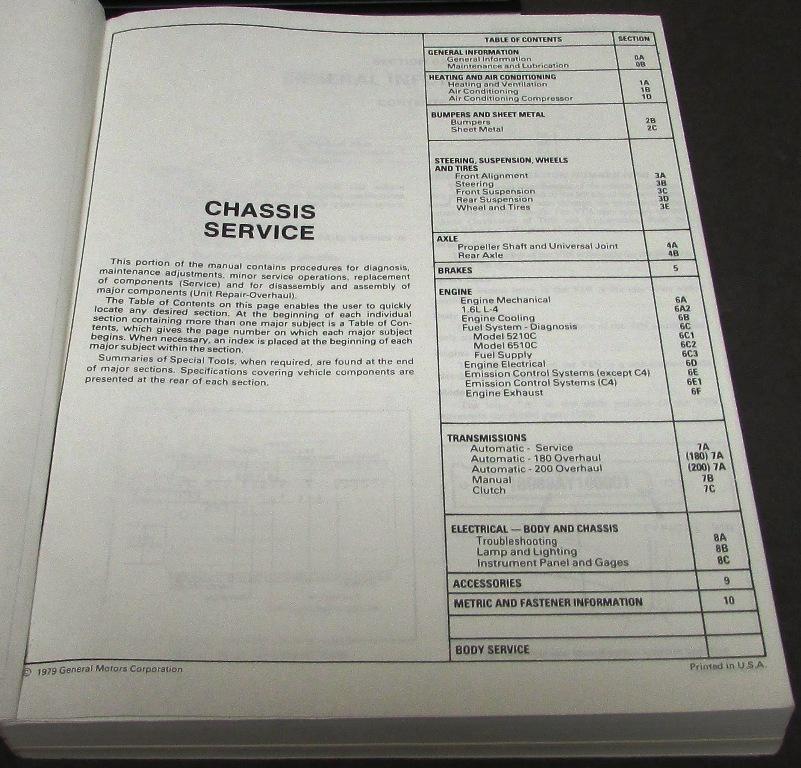 CHASSIS
SERVICE
This portion of the manual contains procedures for diagnosis,
maintenance adjustments, minor service operations, replacement
of components (Service) and for disassembly and assembly of
major components (Unit Repair-Overhaul).
The Table of Contents on this page enables the user to quickly
locate any desired section. At the beginning of each individual
section containing more than one major subject is a Table of Con-
tents, which gives the page number on which each major subject
begins. When necessary, an index is placed at the beginning of each
major subject within the section.
Summaries of Special Tools, when required, are found at the end
of major sections. Specifications covering vehicle components are
presented at the rear of each section.
TABLE OF CONTENTS SECTION
GENERAL INFORMATION
General Information 0A
Maintenance and Lubrication 0B
HEATING AND AIR CONDITIONING
Heating and Ventilation 1A
Air Conditioning 1B
Air Conditioning Compressor 1D
BUMPERS AND SHEET METAL
Bumpers 2B
Sheet Metal 2C
STEERING, SUSPENSION, WHEELS
AND TIRES
Front Alignment 3A
Steering 3B
Front Suspension 3C
Rear Suspension 3D
Wheel and Tires 3E
AXLE
Propeller Shaft and Universal Joint 4A
Rear Axle 4B
BRAKES 5
ENGINE
Engine Mechanical 6A
1.6L L-4 6A2
Engine Cooling 6B
Fuel System - Diagnosis 6C
Model 5210C 6C1
Model 6510C 6C2
Fuel Supply 6C3
Engine Electrical 6D
Emission Control Systems (except C4) 6E
Emission Control Systems (C4) 6E1
Engine Exhaust 6F
TRANSMISSIONS
Automatic - Service 7A
Automatic - 180 Overhaul (180) 7A
Automatic - 200 Overhaul (200) 7A
Manual 7B
Clutch 7C
ELECTRICAL — BODY AND CHASSIS
Troubleshooting 8A
Lamp and Lighting 8B
Instrument Panel and Gages 8C
ACCESSORIES 9
METRIC AND FASTENER INFORMATION 10
BODY SERVICE
© 1979 General Motors Corporation
Printed in U.S.A.